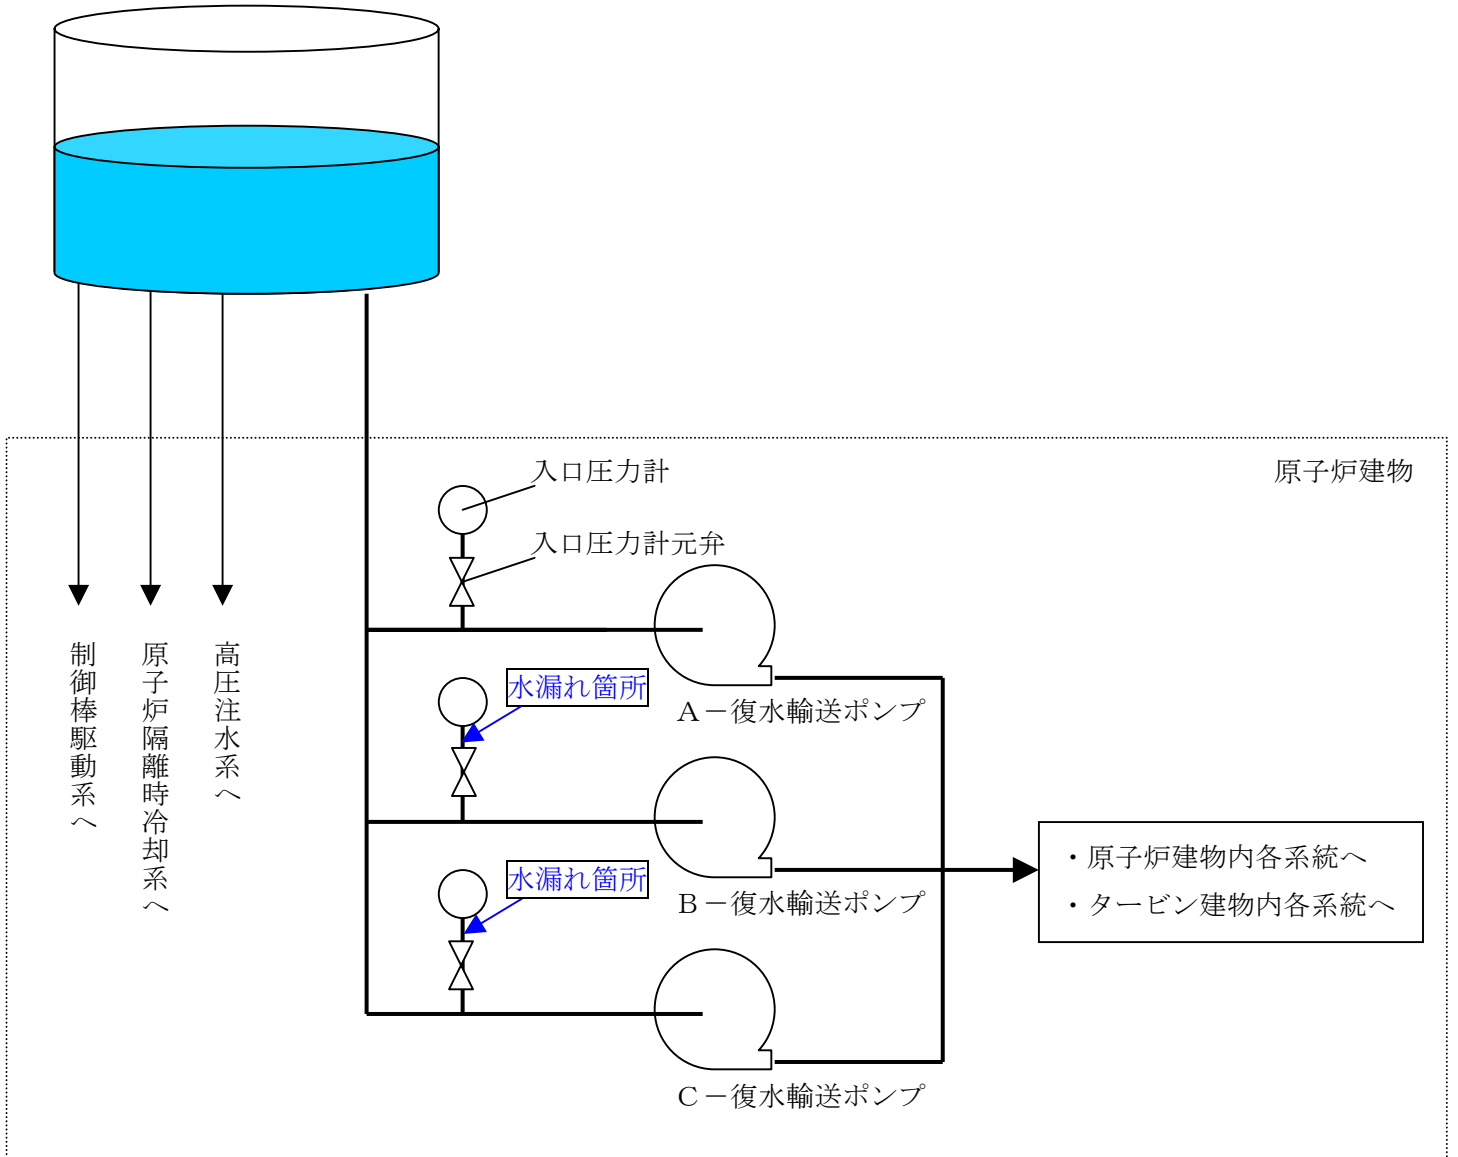 原子炉建物
入口圧力計
入口圧力計元弁
水漏れ箇所
A－復水輸送ポンプ
制御棒駆動系へ
原子炉隔離時冷却系へ
高圧注水系へ
水漏れ箇所
B－復水輸送ポンプ
・原子炉建物内各系統へ
・タービン建物内各系統へ
C－復水輸送ポンプ